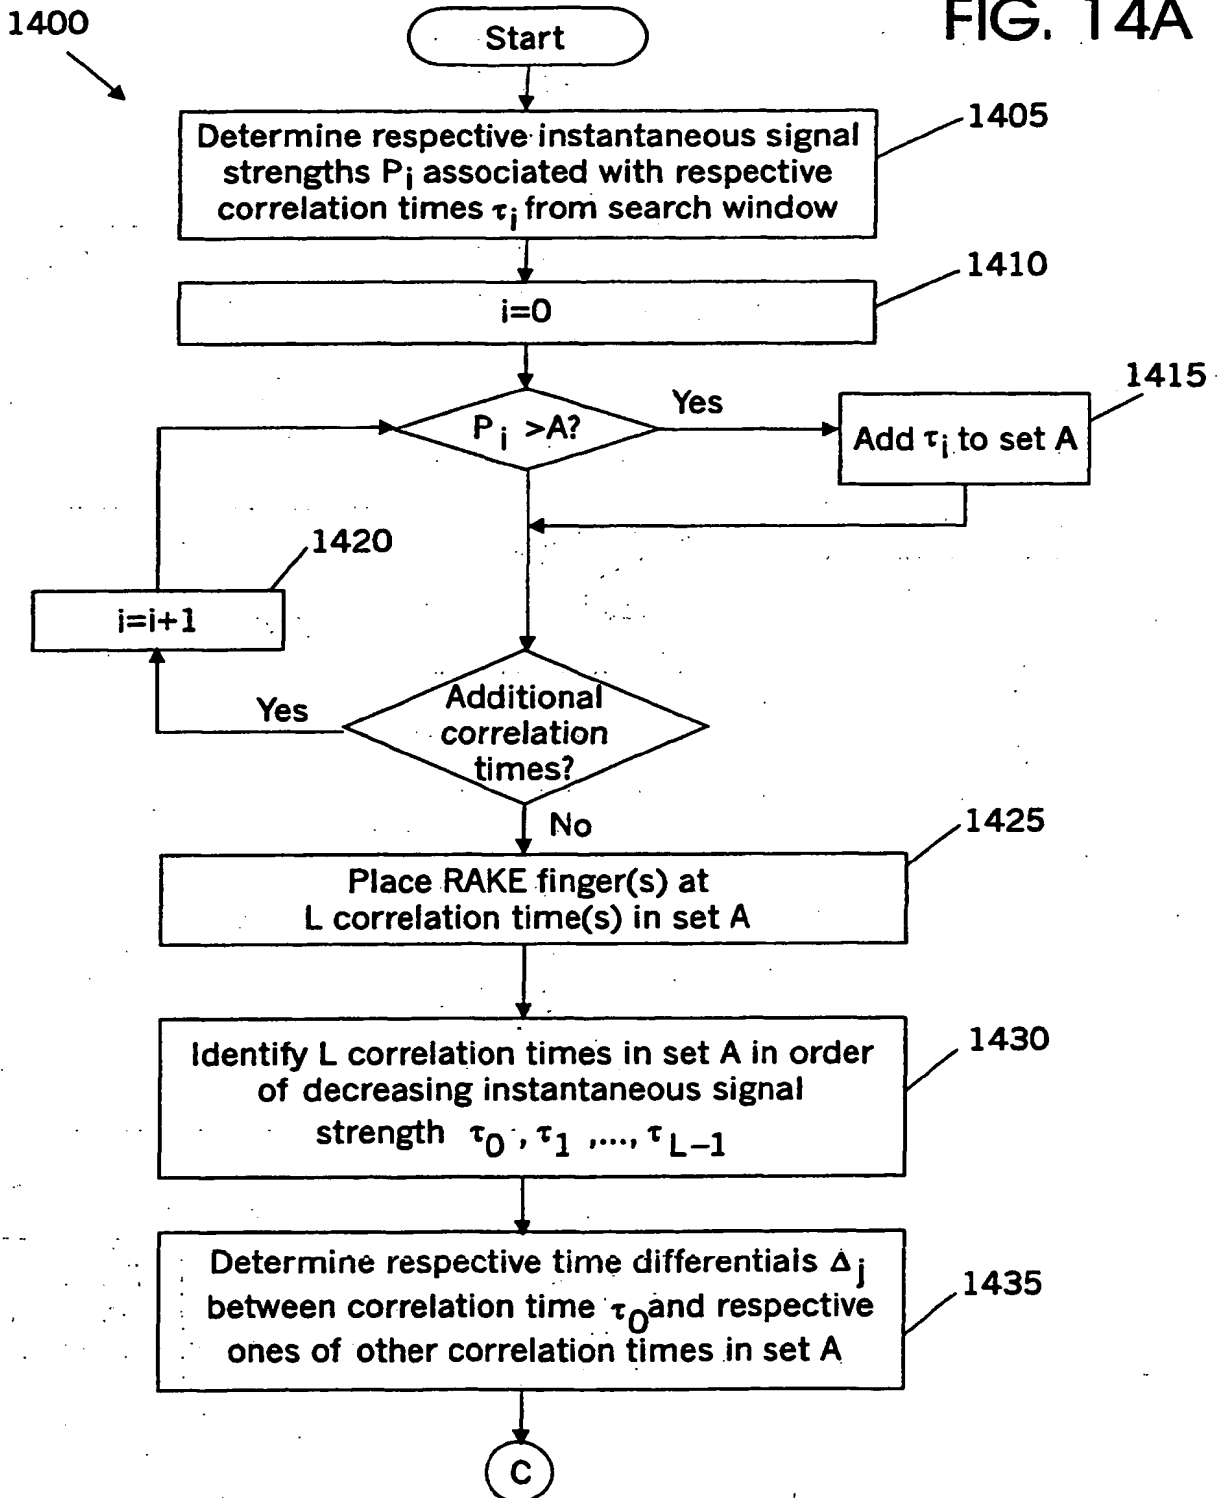 1400
FIG. 14A
Start
Determine respective instantaneous signal
strengths Pi associated with respective
correlation times τi from search window
1405
i=0
1410
Pi >A?
Yes
Add τi to set A
1415
1420
i=i+1
Yes
Additional
correlation
times?
No
Place RAKE finger(s) at
L correlation time(s) in set A
1425
Identify L correlation times in set A in order
of decreasing instantaneous signal
strength τ0 , τ1 ,..., τL-1
1430
Determine respective time differentials Δj
between correlation time τ0 and respective
ones of other correlation times in set A
1435
C